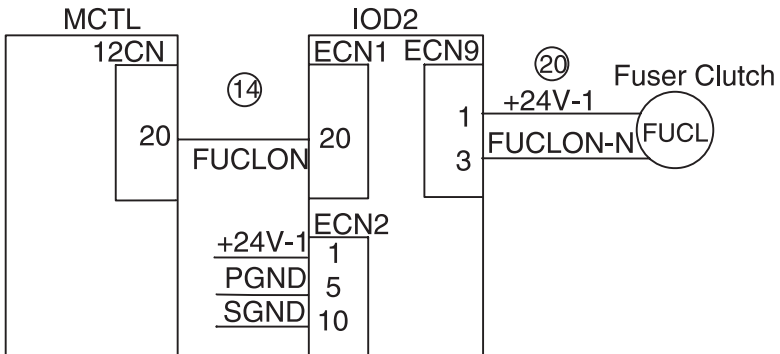 MCTL
IOD2
12CN
ECN1
ECN9
14
20
Fuser Clutch
+24V-1
20
20
1
FUCL
FUCLON
3
FUCLON-N
ECN2
+24V-1
1
PGND
5
SGND
10